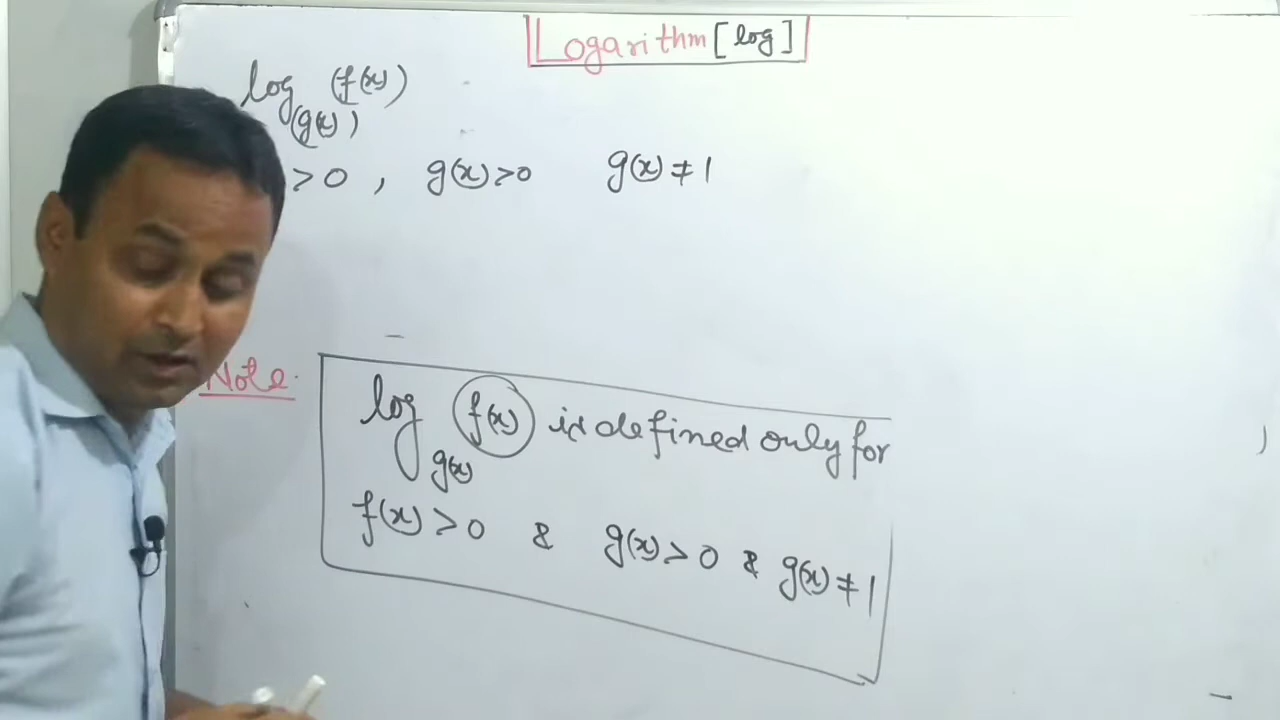 Logarithm [log]
log (f(x))
(g(x))
>0 , g(x)>0 g(x)≠1
Note
log f(x) is defined only for
g(x)
f(x)>0 & g(x)>0 & g(x)≠1